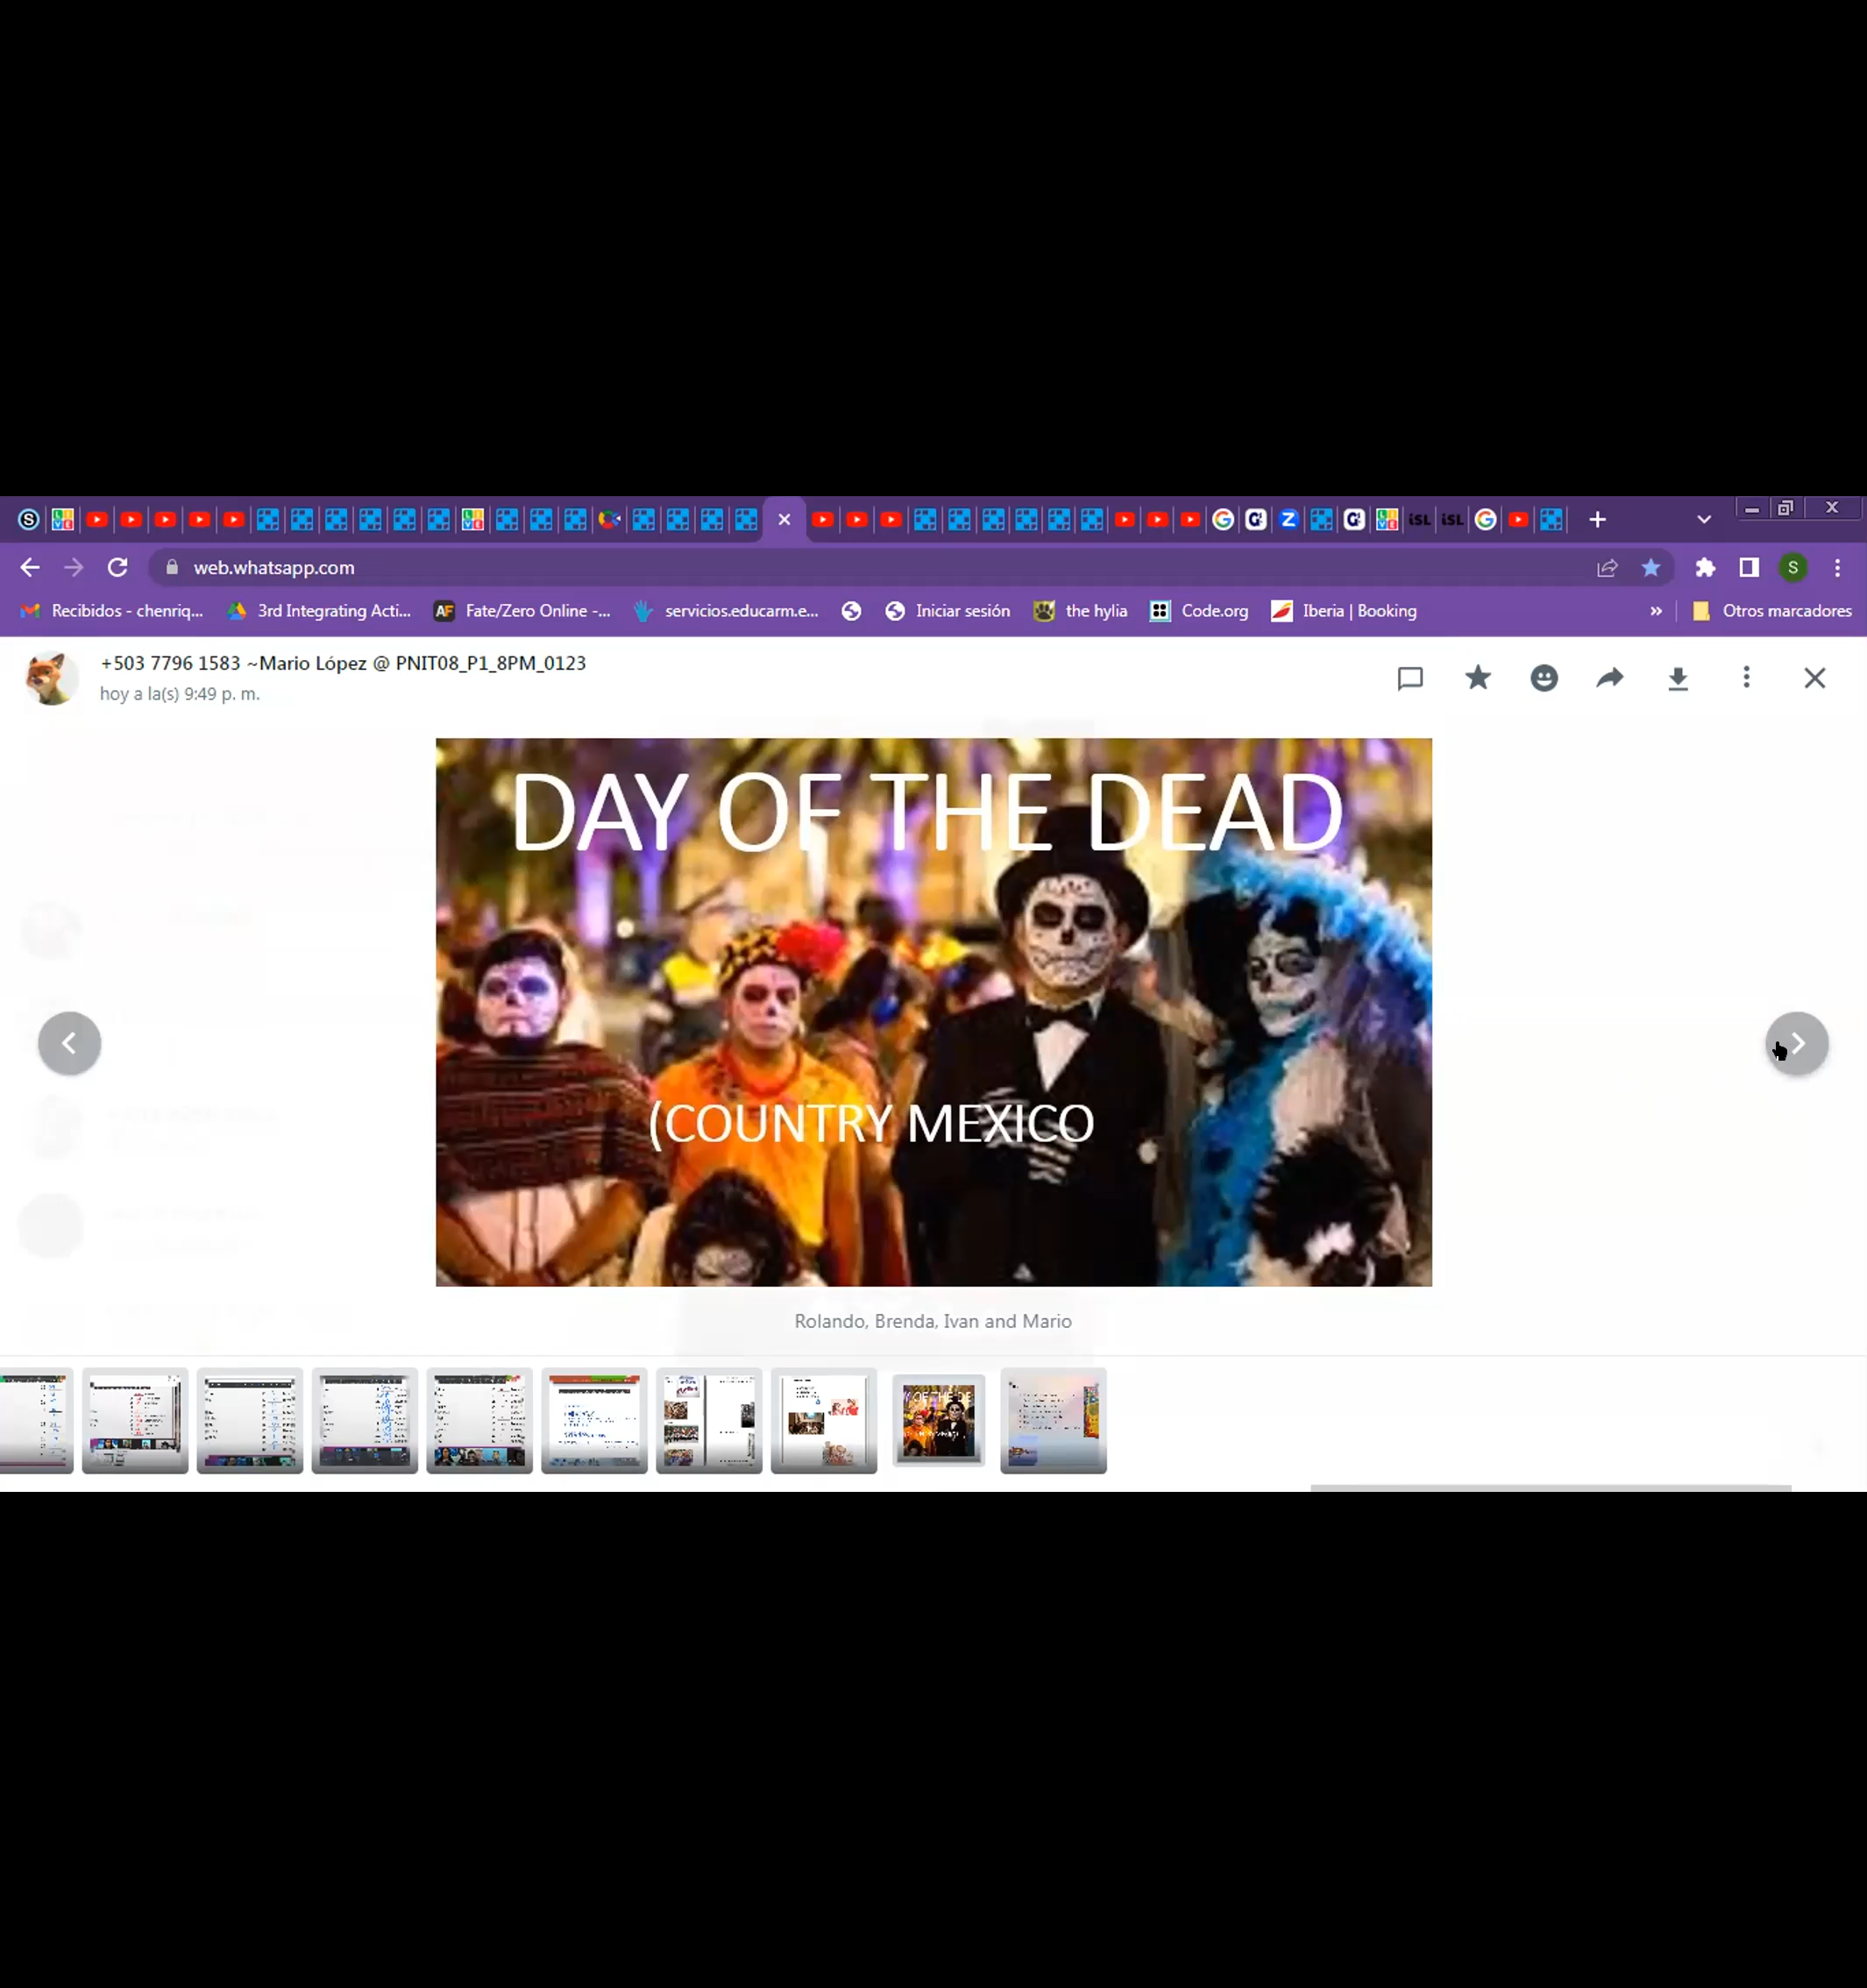 web.whatsapp.com
Recibidos - chenriq... 3rd Integrating Acti... AF Fate/Zero Online -... servicios.educarm.e... Iniciar sesión the hylia Code.org Iberia | Booking » Otros marcadores
+503 7796 1583 ~Mario López @ PNIT08_P1_8PM_0123
hoy a la(s) 9:49 p. m.
DAY OF THE DEAD
(COUNTRY MEXICO
Rolando, Brenda, Ivan and Mario